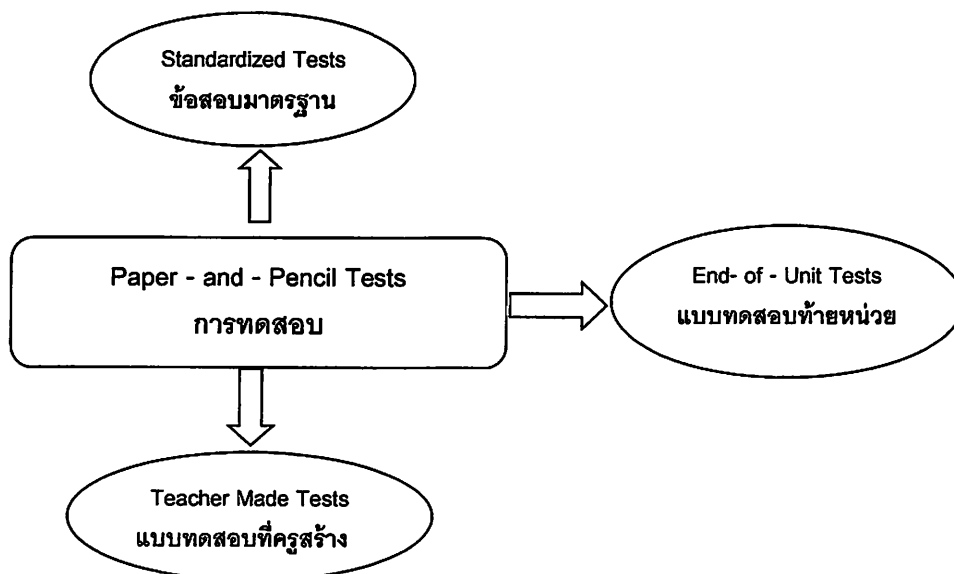 Standardized Tests
ข้อสอบมาตรฐาน
Paper - and - Pencil Tests
การทดสอบ
End- of - Unit Tests
แบบทดสอบท้ายหน่วย
Teacher Made Tests
แบบทดสอบที่ครูสร้าง